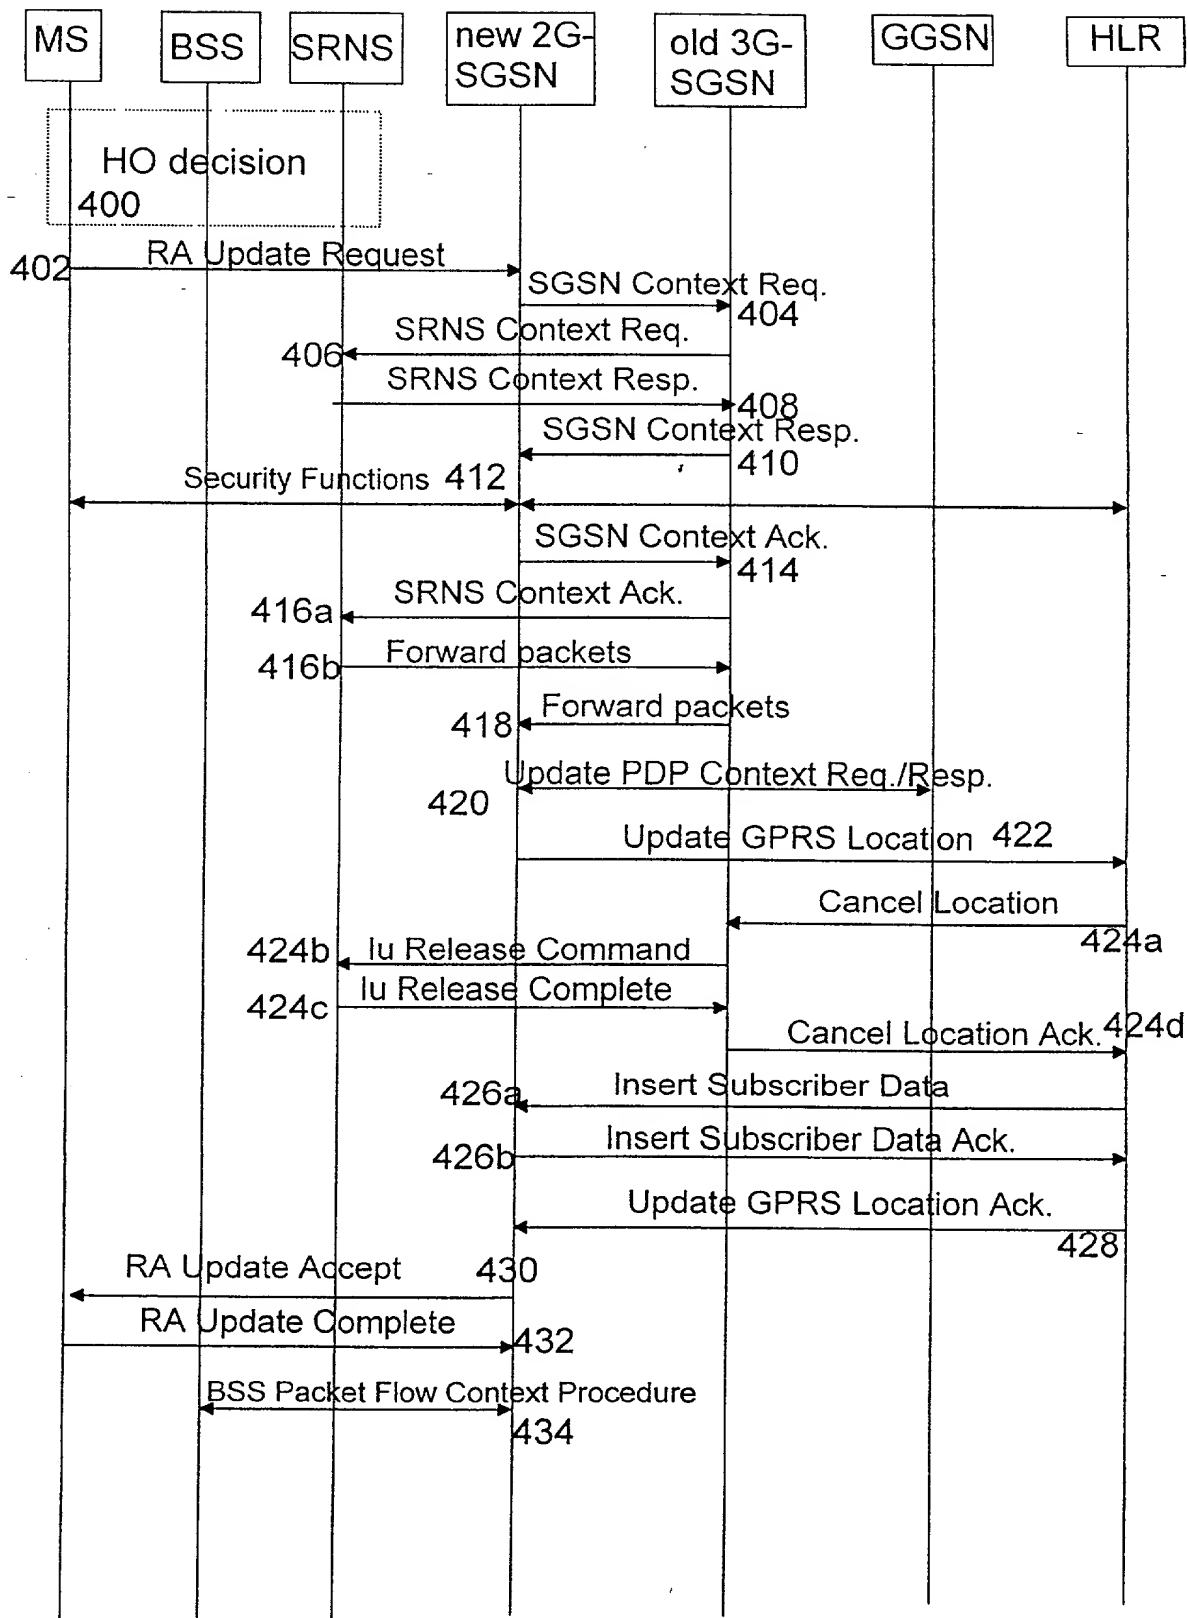 MS
BSS
SRNS
new 2G-
SGSN
old 3G-
SGSN
GGSN
HLR
HO decision
400
402
RA Update Request
SGSN Context Req.
404
SRNS Context Req.
406
SRNS Context Resp.
408
SGSN Context Resp.
410
Security Functions 412
SGSN Context Ack.
414
SRNS Context Ack.
416a
416b
Forward packets
Forward packets
418
Update PDP Context Req./Resp.
420
Update GPRS Location 422
Cancel Location
424a
424b
Iu Release Command
Iu Release Complete
424c
Cancel Location Ack.
424d
Insert Subscriber Data
426a
Insert Subscriber Data Ack.
426b
Update GPRS Location Ack.
428
RA Update Accept 430
RA Update Complete
432
BSS Packet Flow Context Procedure
434